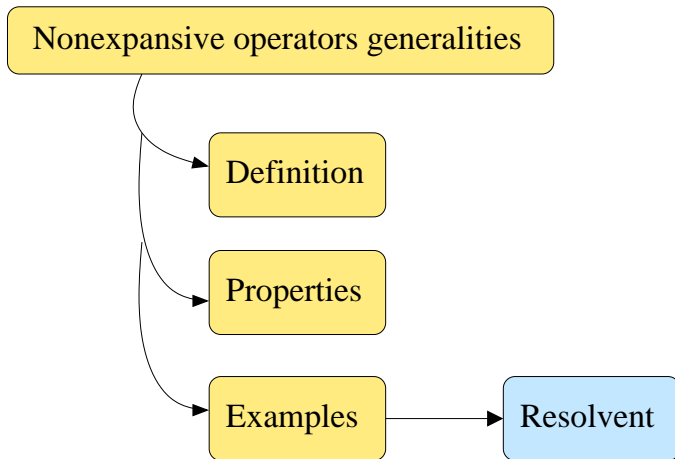 Nonexpansive operators generalities
Definition
Properties
Examples
Resolvent